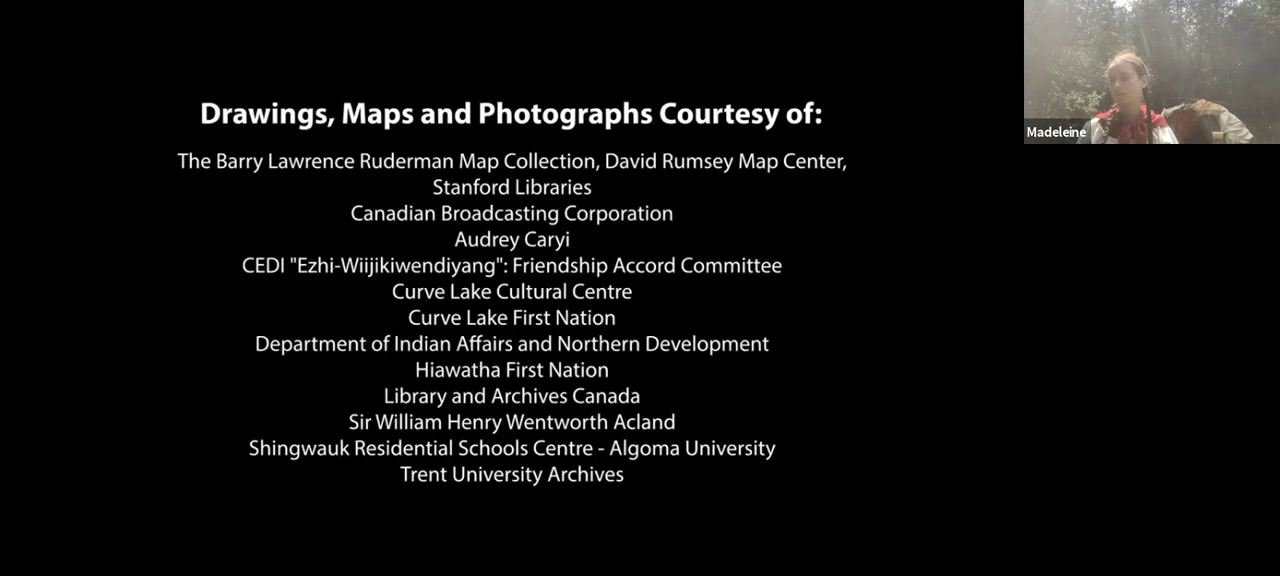 Drawings, Maps and Photographs Courtesy of:
The Barry Lawrence Ruderman Map Collection, David Rumsey Map Center,
Stanford Libraries
Canadian Broadcasting Corporation
Audrey Caryi
CEDI "Ezhi-Wiijikiwendiyang": Friendship Accord Committee
Curve Lake Cultural Centre
Curve Lake First Nation
Department of Indian Affairs and Northern Development
Hiawatha First Nation
Library and Archives Canada
Sir William Henry Wentworth Acland
Shingwauk Residential Schools Centre - Algoma University
Trent University Archives
Madeleine